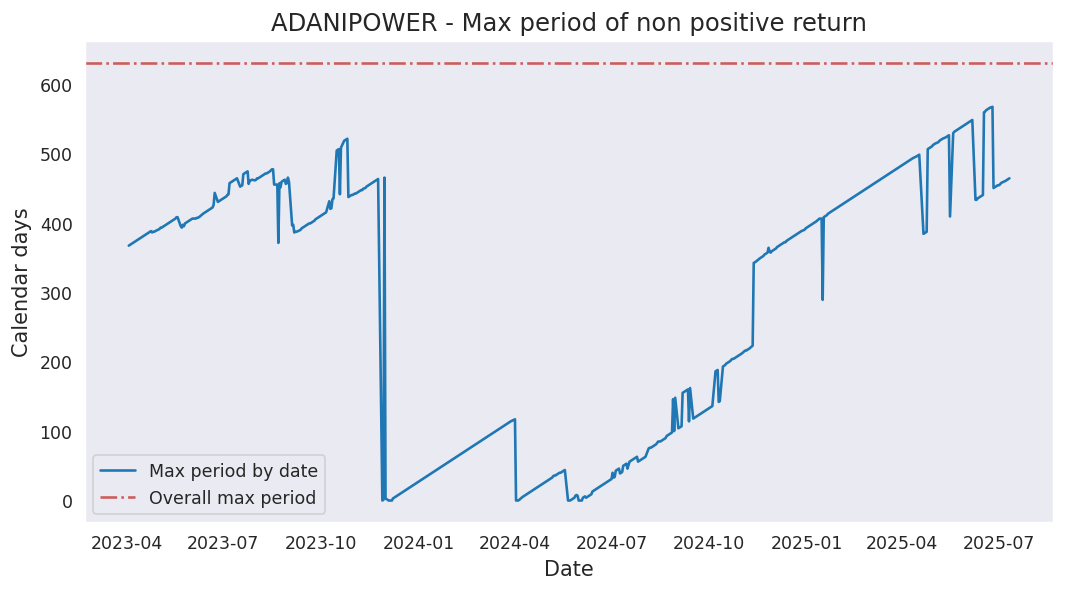 ADANIPOWER - Max period of non positive return
Calendar days
600
500
400
300
200
100
0
Max period by date
Overall max period
2023-04 2023-07 2023-10 2024-01 2024-04 2024-07 2024-10 2025-01 2025-04 2025-07
Date